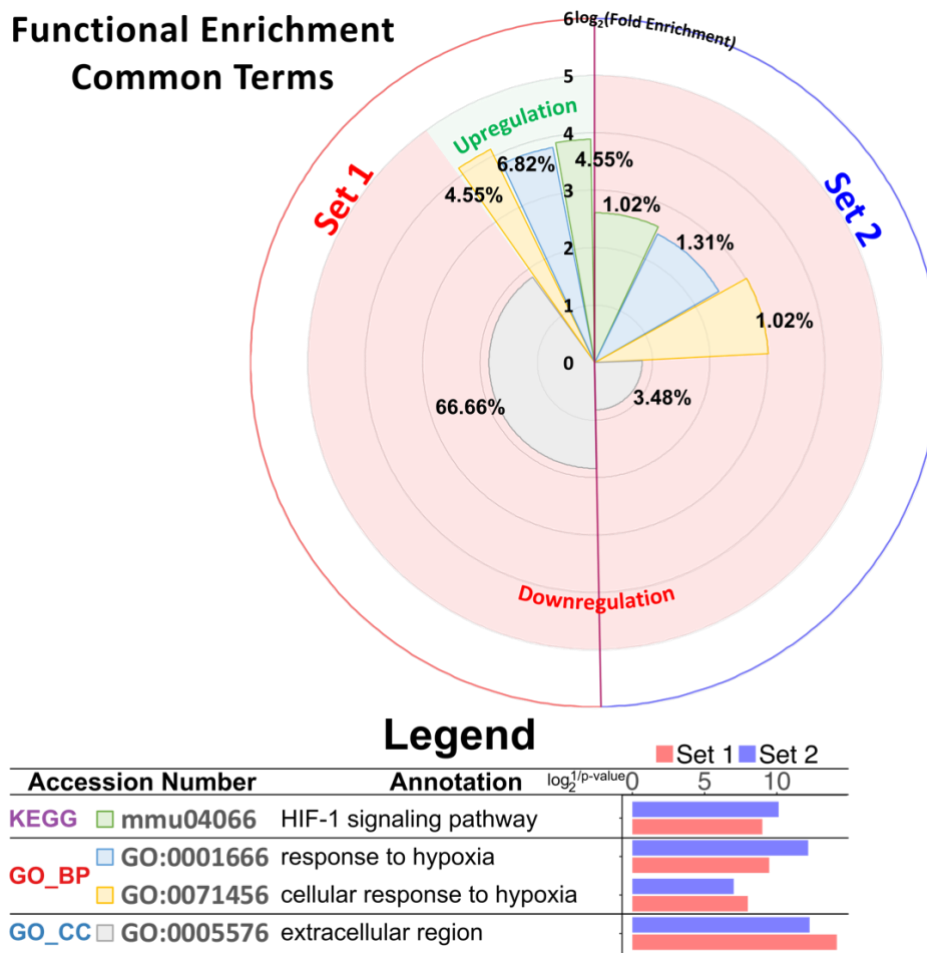 Functional Enrichment
Common Terms
6
log2(Fold Enrichment)
5
Upregulation
4
6.82%
4.55%
4.55%
3
Set 1
Set 2
1.02%
2
1.31%
1
1.02%
0
3.48%
66.66%
Downregulation
Legend
Set 1 Set 2
Accession Number Annotation log2^1/p-value 0 5 10
KEGG mmu04066 HIF-1 signaling pathway
GO_BP
GO:0001666 response to hypoxia
GO:0071456 cellular response to hypoxia
GO_CC GO:0005576 extracellular region